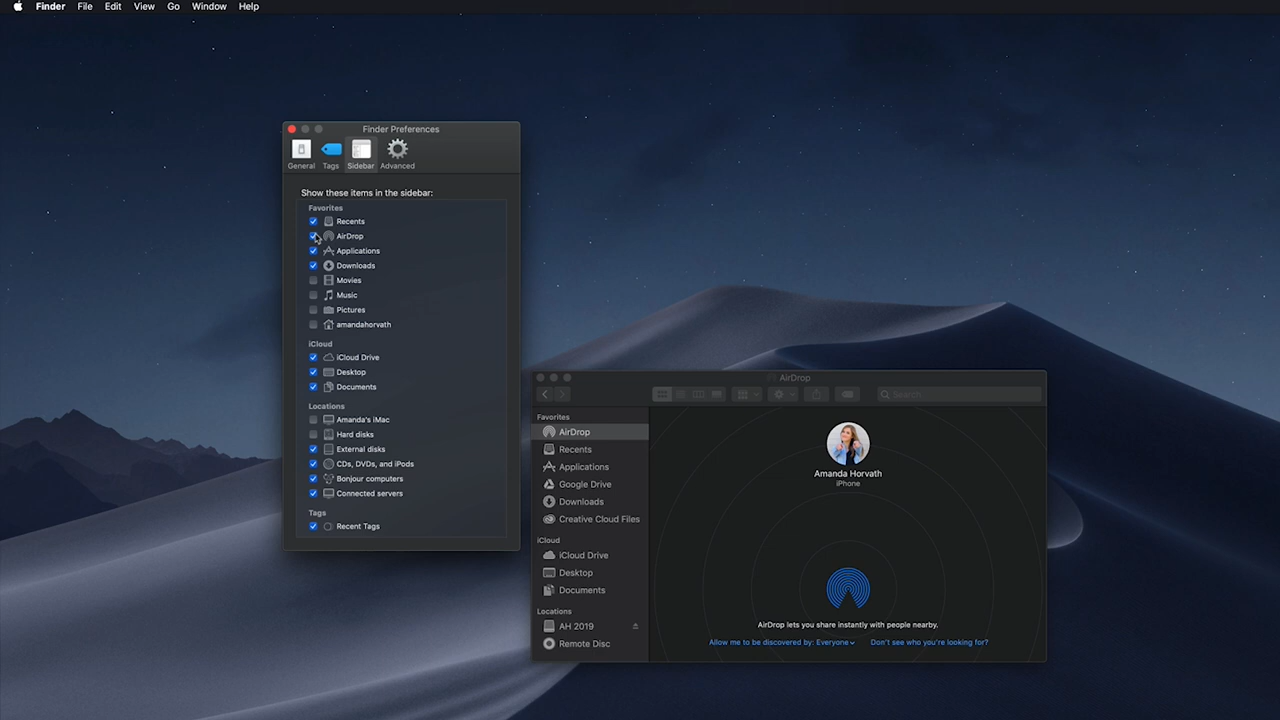 Finder File Edit View Go Window Help
Finder Preferences
General Tags Sidebar Advanced
Show these items in the sidebar:
Favorites
Recents
AirDrop
Applications
Downloads
Movies
Music
Pictures
amandahorvath
iCloud
iCloud Drive
Desktop
Documents
Locations
Amanda's iMac
Hard disks
External disks
CDs, DVDs, and iPods
Bonjour computers
Connected servers
Tags
Recent Tags
AirDrop
Search
Favorites
AirDrop
Recents
Applications
Google Drive
Downloads
Creative Cloud Files
iCloud
iCloud Drive
Desktop
Documents
Locations
AH 2019
Remote Disc
Amanda Horvath
iPhone
AirDrop lets you share instantly with people nearby.
Allow me to be discovered by: Everyone Don't see who you're looking for?